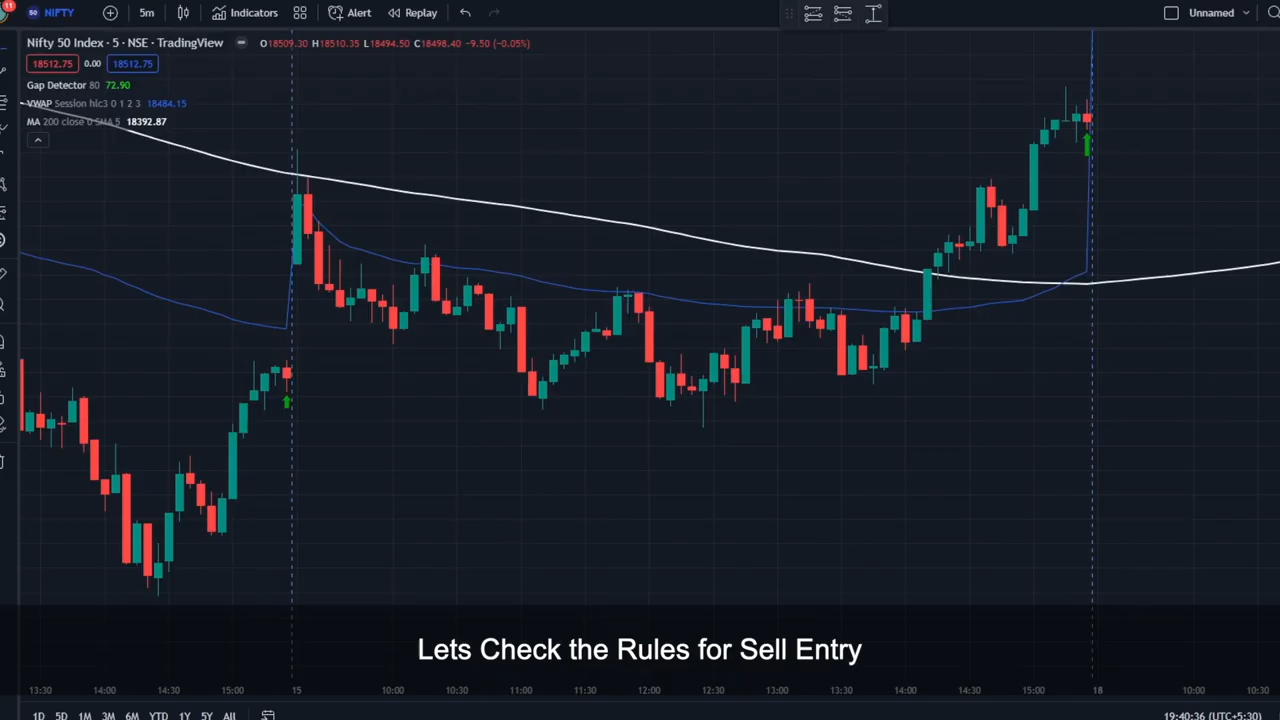 11
50 NIFTY 5m Indicators Alert Replay Unnamed
Nifty 50 Index · 5 · NSE · TradingView O18509.30 H18510.35 L18494.50 C18498.40 -9.50 (-0.05%)
18512.75 0.00 18512.75
Gap Detector 80 72.90
VWAP Session hlc3 0 1 2 3 18484.15
MA 200 close 0 SMA 5 18392.87
Lets Check the Rules for Sell Entry
13:30 14:00 14:30 15:00 15 10:00 10:30 11:00 11:30 12:00 12:30 13:00 13:30 14:00 14:30 15:00 18 10:00 10:30
1D 5D 1M 3M 6M YTD 1Y 5Y All 19:40:36 (UTC+5:30)